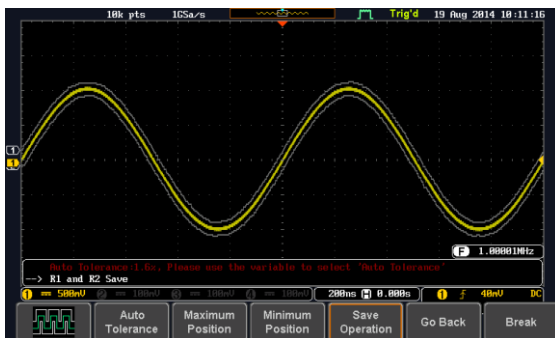 10k pts 1GSa/s Trig'd 19 Aug 2014 10:11:16
1
1
F 1.00001MHz
Auto Tolerance:1.6%, Please use the variable to select 'Auto Tolerance'
--> R1 and R2 Save
1 500mV 2 100mV 3 100mV 4 100mV 200ns H 0.000s 1 40mV DC
Auto Tolerance Maximum Position Minimum Position Save Operation Go Back Break